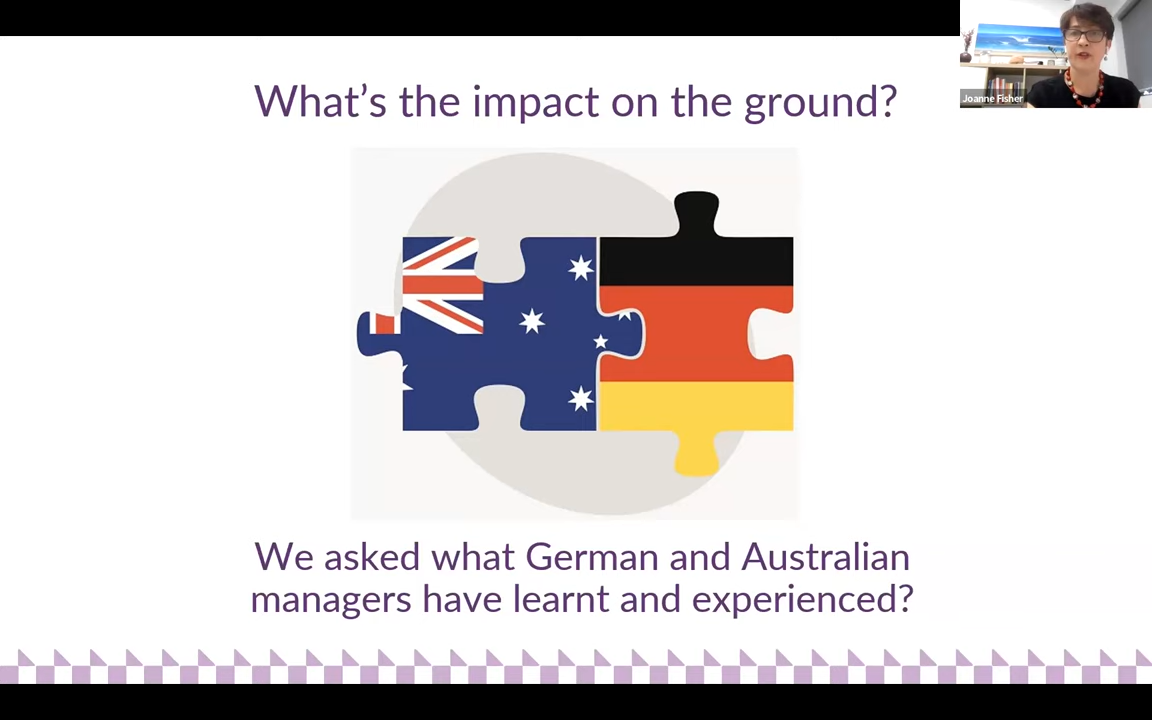 What’s the impact on the ground?
Joanne Fisher
We asked what German and Australian
managers have learnt and experienced?